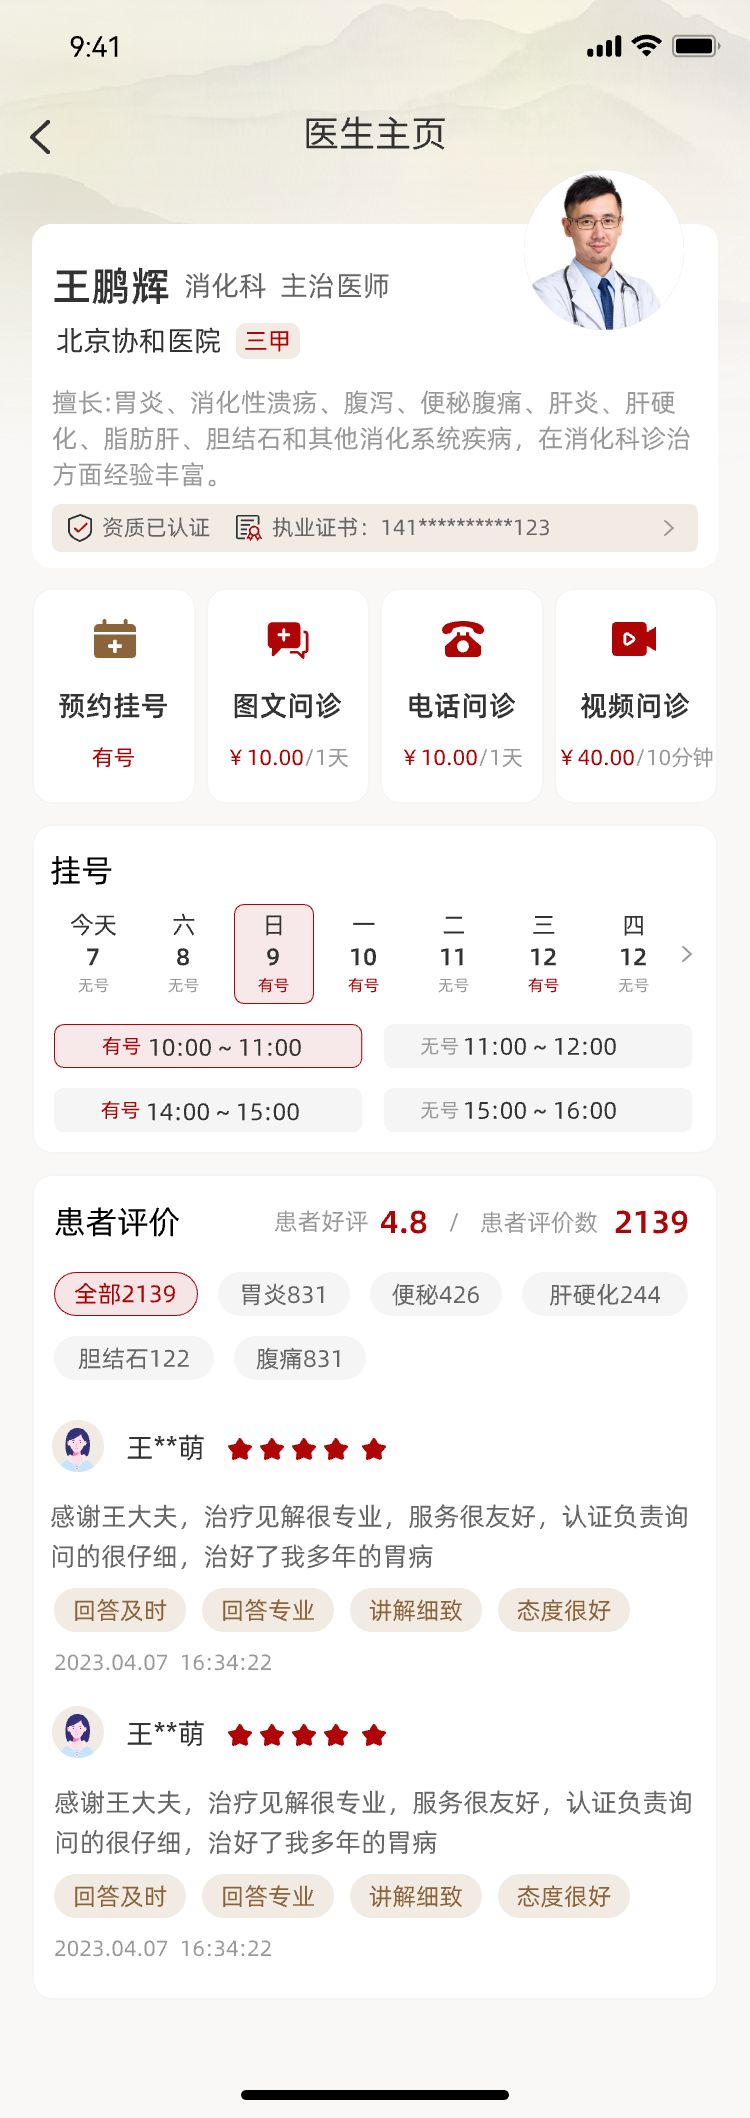 9:41
医生主页
王鹏辉 消化科 主治医师
北京协和医院 三甲
擅长:胃炎、消化性溃疡、腹泻、便秘腹痛、肝炎、肝硬
化、脂肪肝、胆结石和其他消化系统疾病，在消化科诊治
方面经验丰富。
资质已认证 执业证书：141**********123
预约挂号 图文问诊 电话问诊 视频问诊
有号 ¥10.00/1天 ¥10.00/1天 ¥40.00/10分钟
挂号
今天 六 日 一 二 三 四
7 8 9 10 11 12 12
无号 无号 有号 有号 无号 有号 无号
有号 10:00 ~ 11:00 无号 11:00 ~ 12:00
有号 14:00 ~ 15:00 无号 15:00 ~ 16:00
患者评价 患者好评 4.8 / 患者评价数 2139
全部2139 胃炎831 便秘426 肝硬化244
胆结石122 腹痛831
王**萌
感谢王大夫，治疗见解很专业，服务很友好，认证负责询
问的很仔细，治好了我多年的胃病
回答及时 回答专业 讲解细致 态度很好
2023.04.07 16:34:22
王**萌
感谢王大夫，治疗见解很专业，服务很友好，认证负责询
问的很仔细，治好了我多年的胃病
回答及时 回答专业 讲解细致 态度很好
2023.04.07 16:34:22